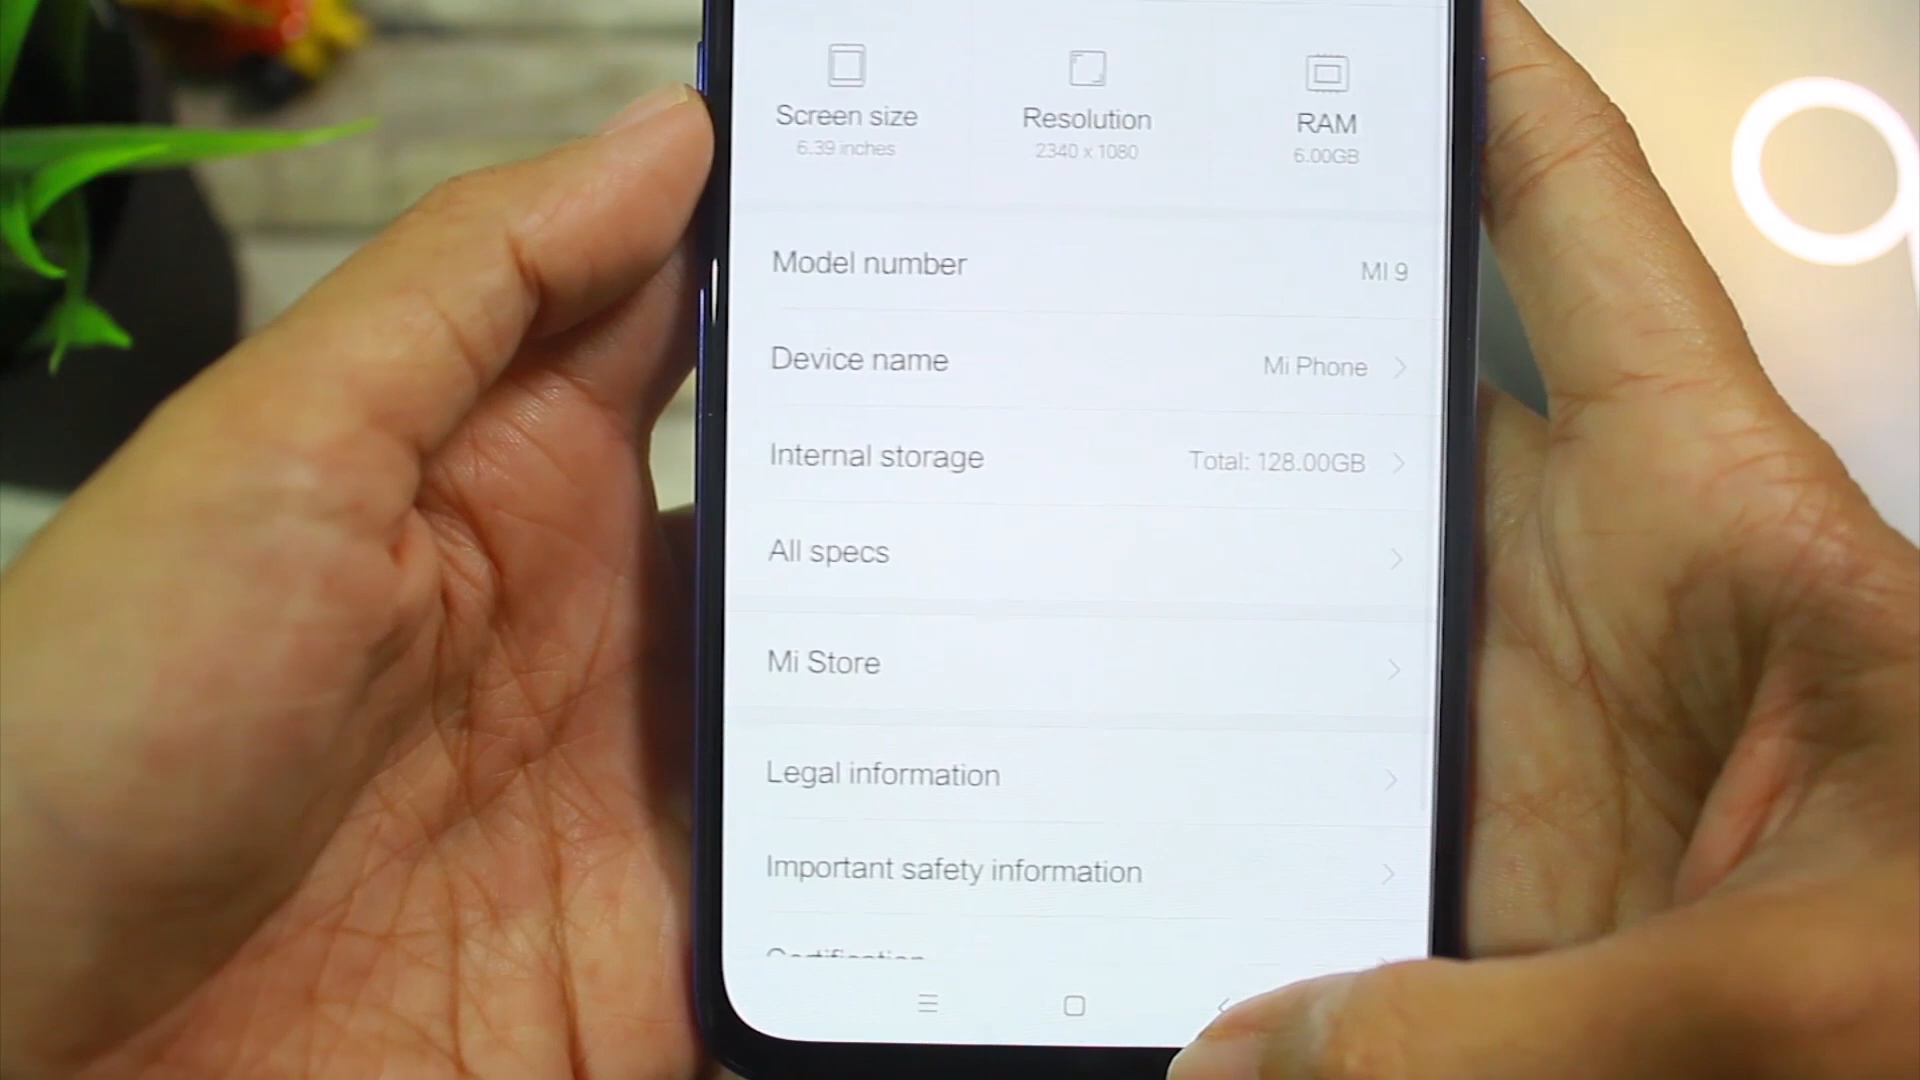 Screen size
6.39 inches
Resolution
2340 x 1080
RAM
6.00GB
Model number
MI 9
Device name
Mi Phone
Internal storage
Total: 128.00GB
All specs
Mi Store
Legal information
Important safety information
Certification